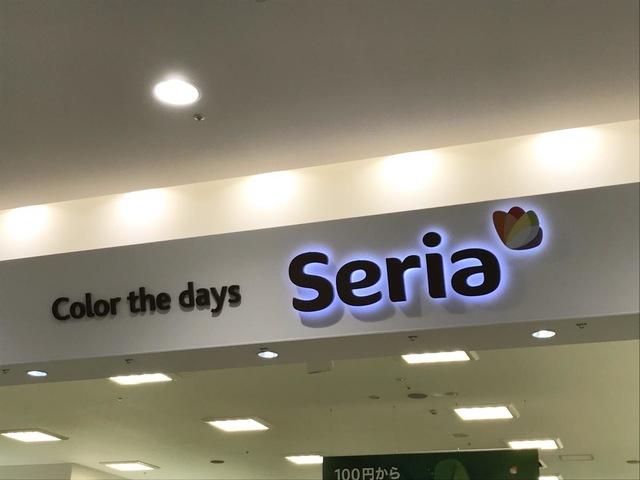 Color the days
Seria
100円から